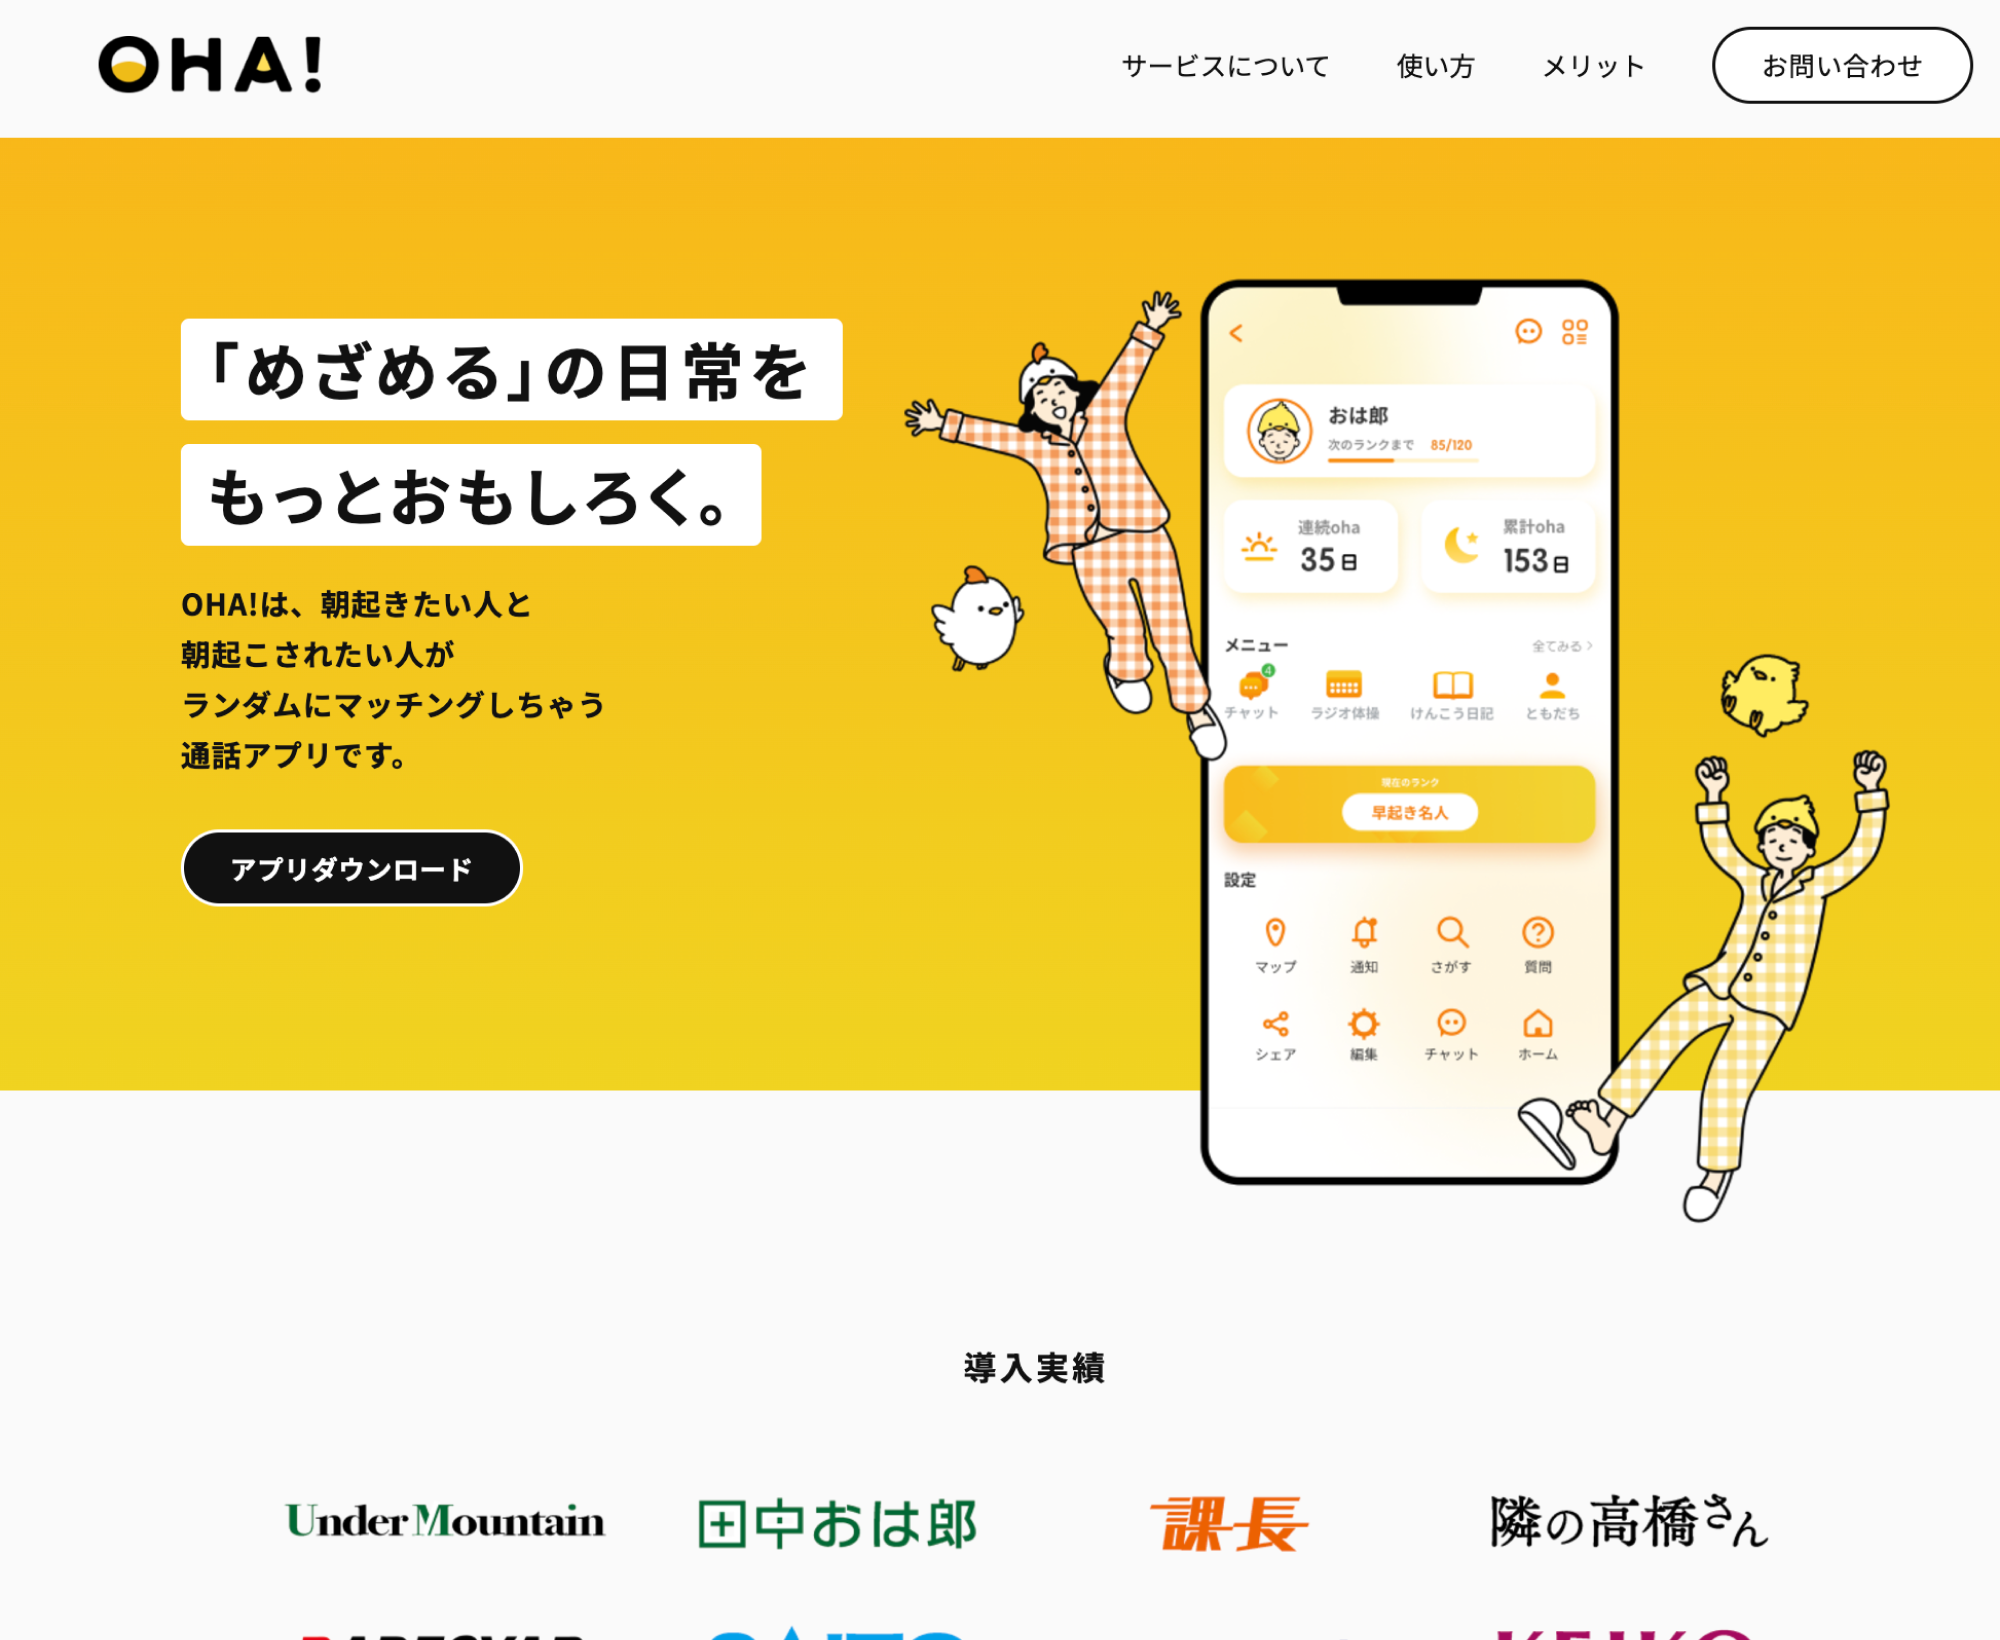 OHA!
サービスについて
使い方
メリット
お問い合わせ
「めざめる」の日常を
もっとおもしろく。
OHA!は、朝起きたい人と
朝起こされたい人が
ランダムにマッチングしちゃう
通話アプリです。
アプリダウンロード
おは郎
次のランクまで 85/120
連続oha
35日
累計oha
153日
メニュー
全てみる
4
チャット
ラジオ体操
けんこう日記
ともだち
現在のランク
早起き名人
設定
マップ
通知
さがす
質問
シェア
編集
チャット
ホーム
導入実績
UnderMountain
田中おは郎
課長
隣の高橋さん